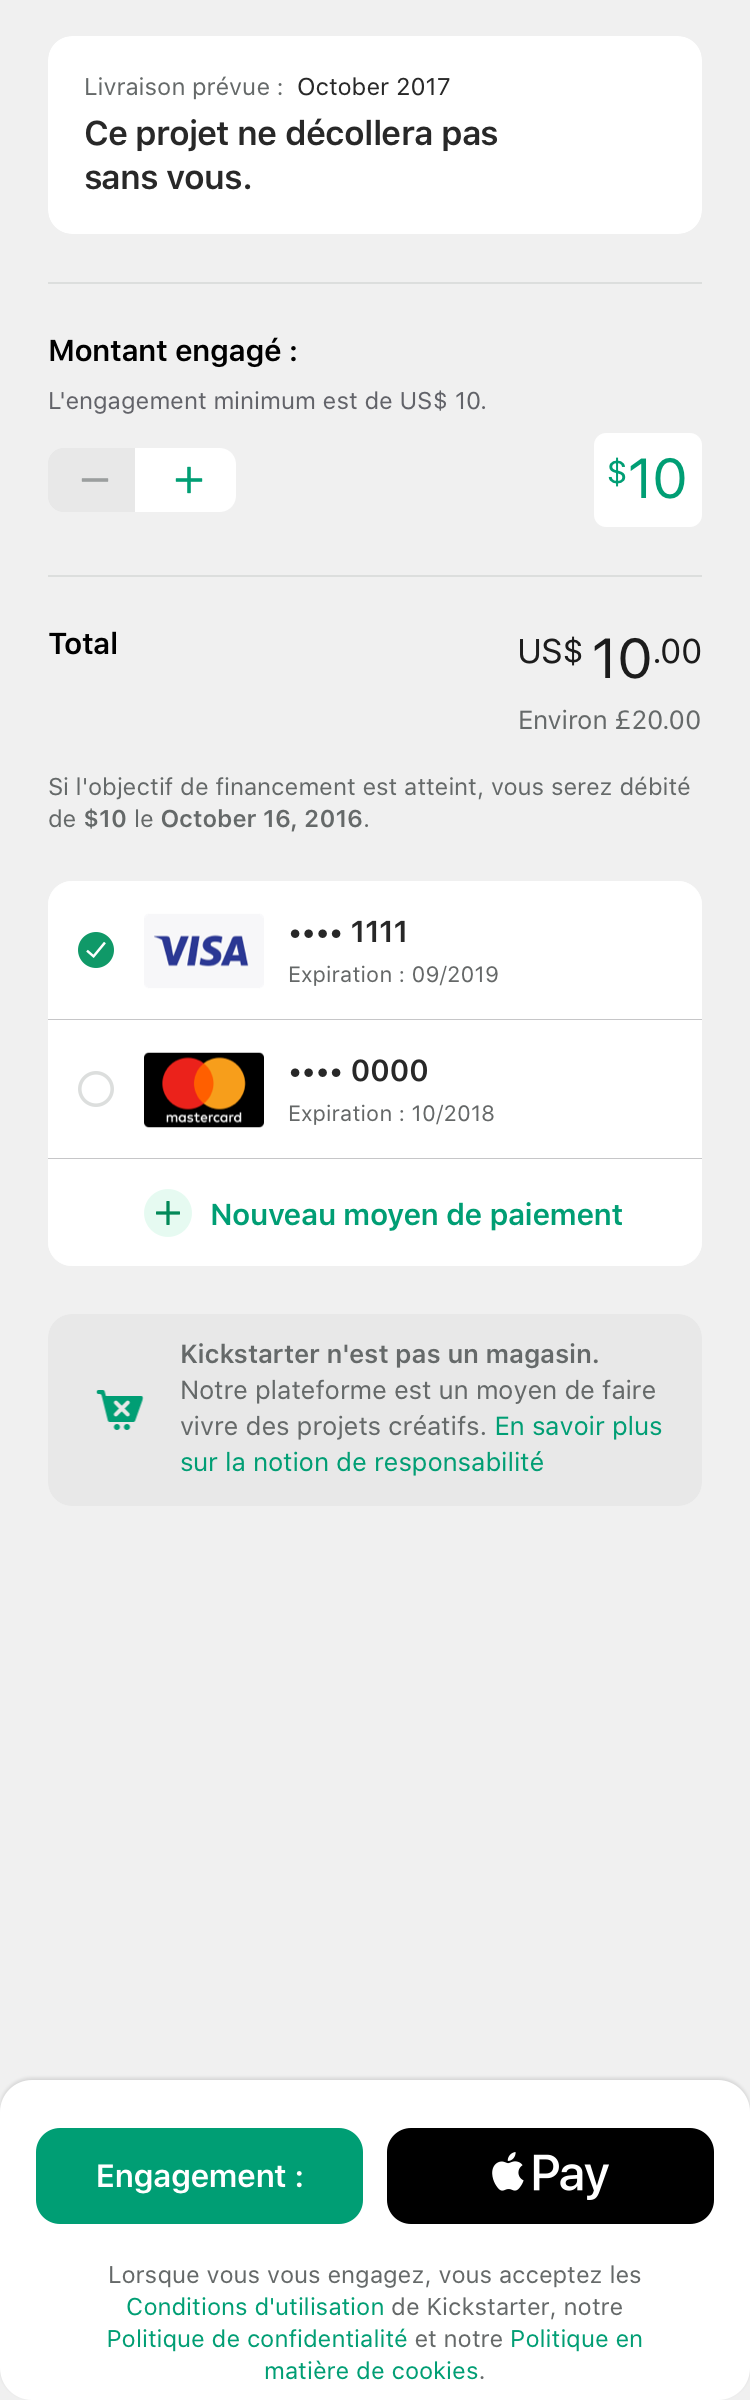 Livraison prévue : October 2017
Ce projet ne décollera pas
sans vous.
Montant engagé :
L'engagement minimum est de US$ 10.
$10
Total
US$ 10.00
Environ £20.00
Si l'objectif de financement est atteint, vous serez débité
de $10 le October 16, 2016.
VISA
•••• 1111
Expiration : 09/2019
mastercard
•••• 0000
Expiration : 10/2018
Nouveau moyen de paiement
Kickstarter n'est pas un magasin.
Notre plateforme est un moyen de faire
vivre des projets créatifs. En savoir plus
sur la notion de responsabilité
Engagement :
Pay
Lorsque vous vous engagez, vous acceptez les
Conditions d'utilisation de Kickstarter, notre
Politique de confidentialité et notre Politique en
matière de cookies.